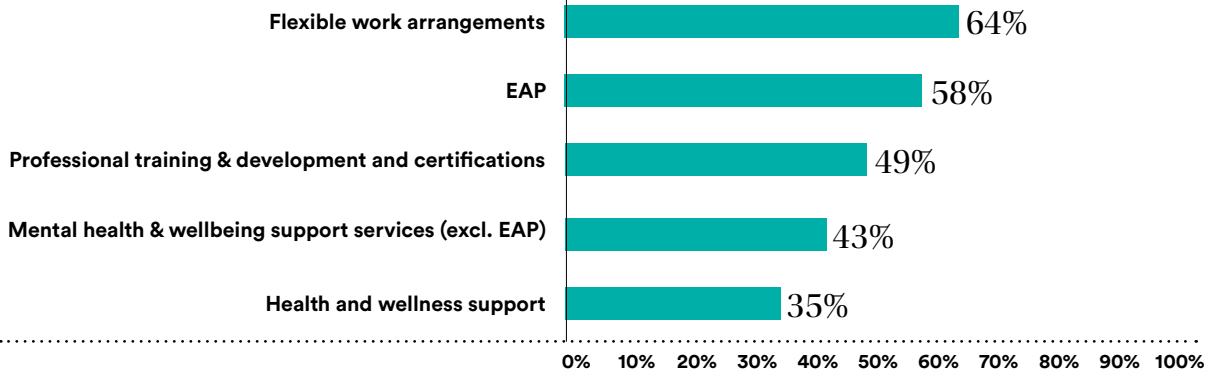 Flexible work arrangements 64%
EAP 58%
Professional training & development and certifications 49%
Mental health & wellbeing support services (excl. EAP) 43%
Health and wellness support 35%
0% 10% 20% 30% 40% 50% 60% 70% 80% 90% 100%